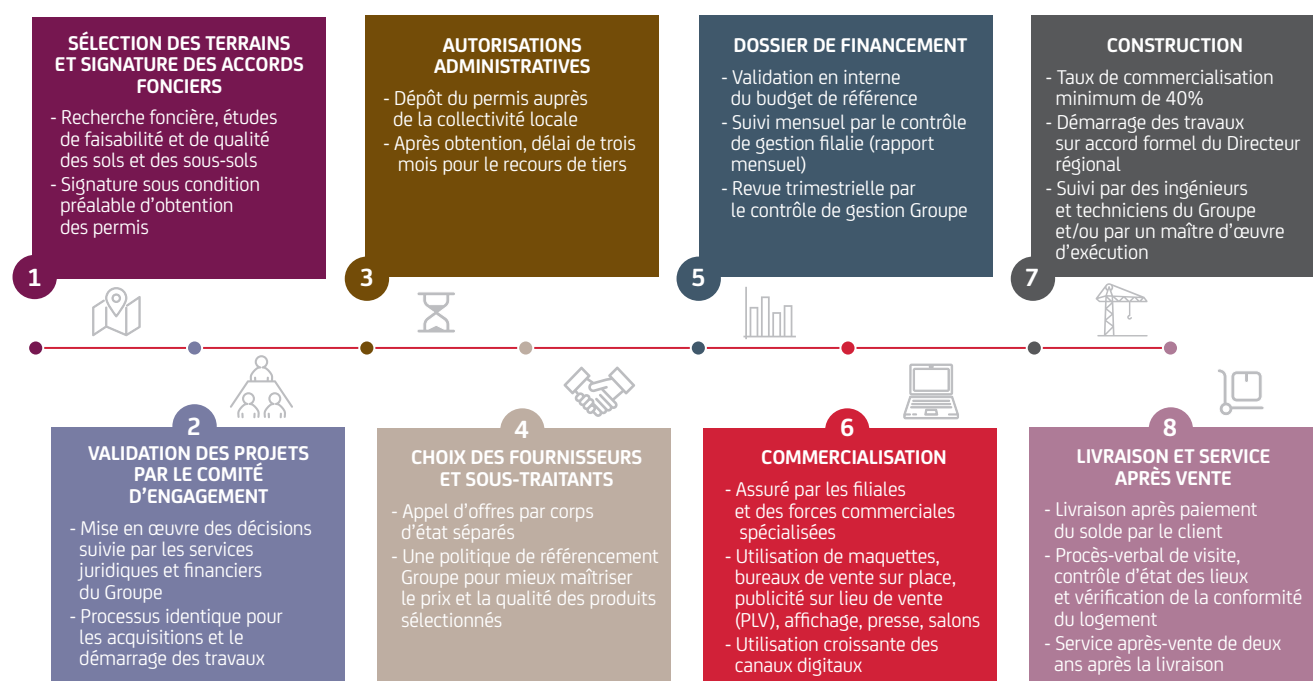 1
SÉLECTION DES TERRAINS
ET SIGNATURE DES ACCORDS
FONCIERS
- Recherche foncière, études
de faisabilité et de qualité
des sols et des sous-sols
- Signature sous condition
préalable d'obtention
des permis
2
VALIDATION DES PROJETS
PAR LE COMITÉ
D'ENGAGEMENT
- Mise en œuvre des décisions
suivie par les services
juridiques et financiers
du Groupe
- Processus identique pour
les acquisitions et le
démarrage des travaux
3
AUTORISATIONS
ADMINISTRATIVES
- Dépôt du permis auprès
de la collectivité locale
- Après obtention, délai de trois
mois pour le recours de tiers
4
CHOIX DES FOURNISSEURS
ET SOUS-TRAITANTS
- Appel d'offres par corps
d'état séparés
- Une politique de référencement
Groupe pour mieux maîtriser
le prix et la qualité des produits
sélectionnés
5
DOSSIER DE FINANCEMENT
- Validation en interne
du budget de référence
- Suivi mensuel par le contrôle
de gestion filalie (rapport
mensuel)
- Revue trimestrielle par
le contrôle de gestion Groupe
6
COMMERCIALISATION
- Assuré par les filiales
et des forces commerciales
spécialisées
- Utilisation de maquettes,
bureaux de vente sur place,
publicité sur lieu de vente
(PLV), affichage, presse, salons
- Utilisation croissante des
canaux digitaux
7
CONSTRUCTION
- Taux de commercialisation
minimum de 40%
- Démarrage des travaux
sur accord formel du Directeur
régional
- Suivi par des ingénieurs
et techniciens du Groupe
et/ou par un maître d'œuvre
d'exécution
8
LIVRAISON ET SERVICE
APRÈS VENTE
- Livraison après paiement
du solde par le client
- Procès-verbal de visite,
contrôle d'état des lieux
et vérification de la conformité
du logement
- Service après-vente de deux
ans après la livraison